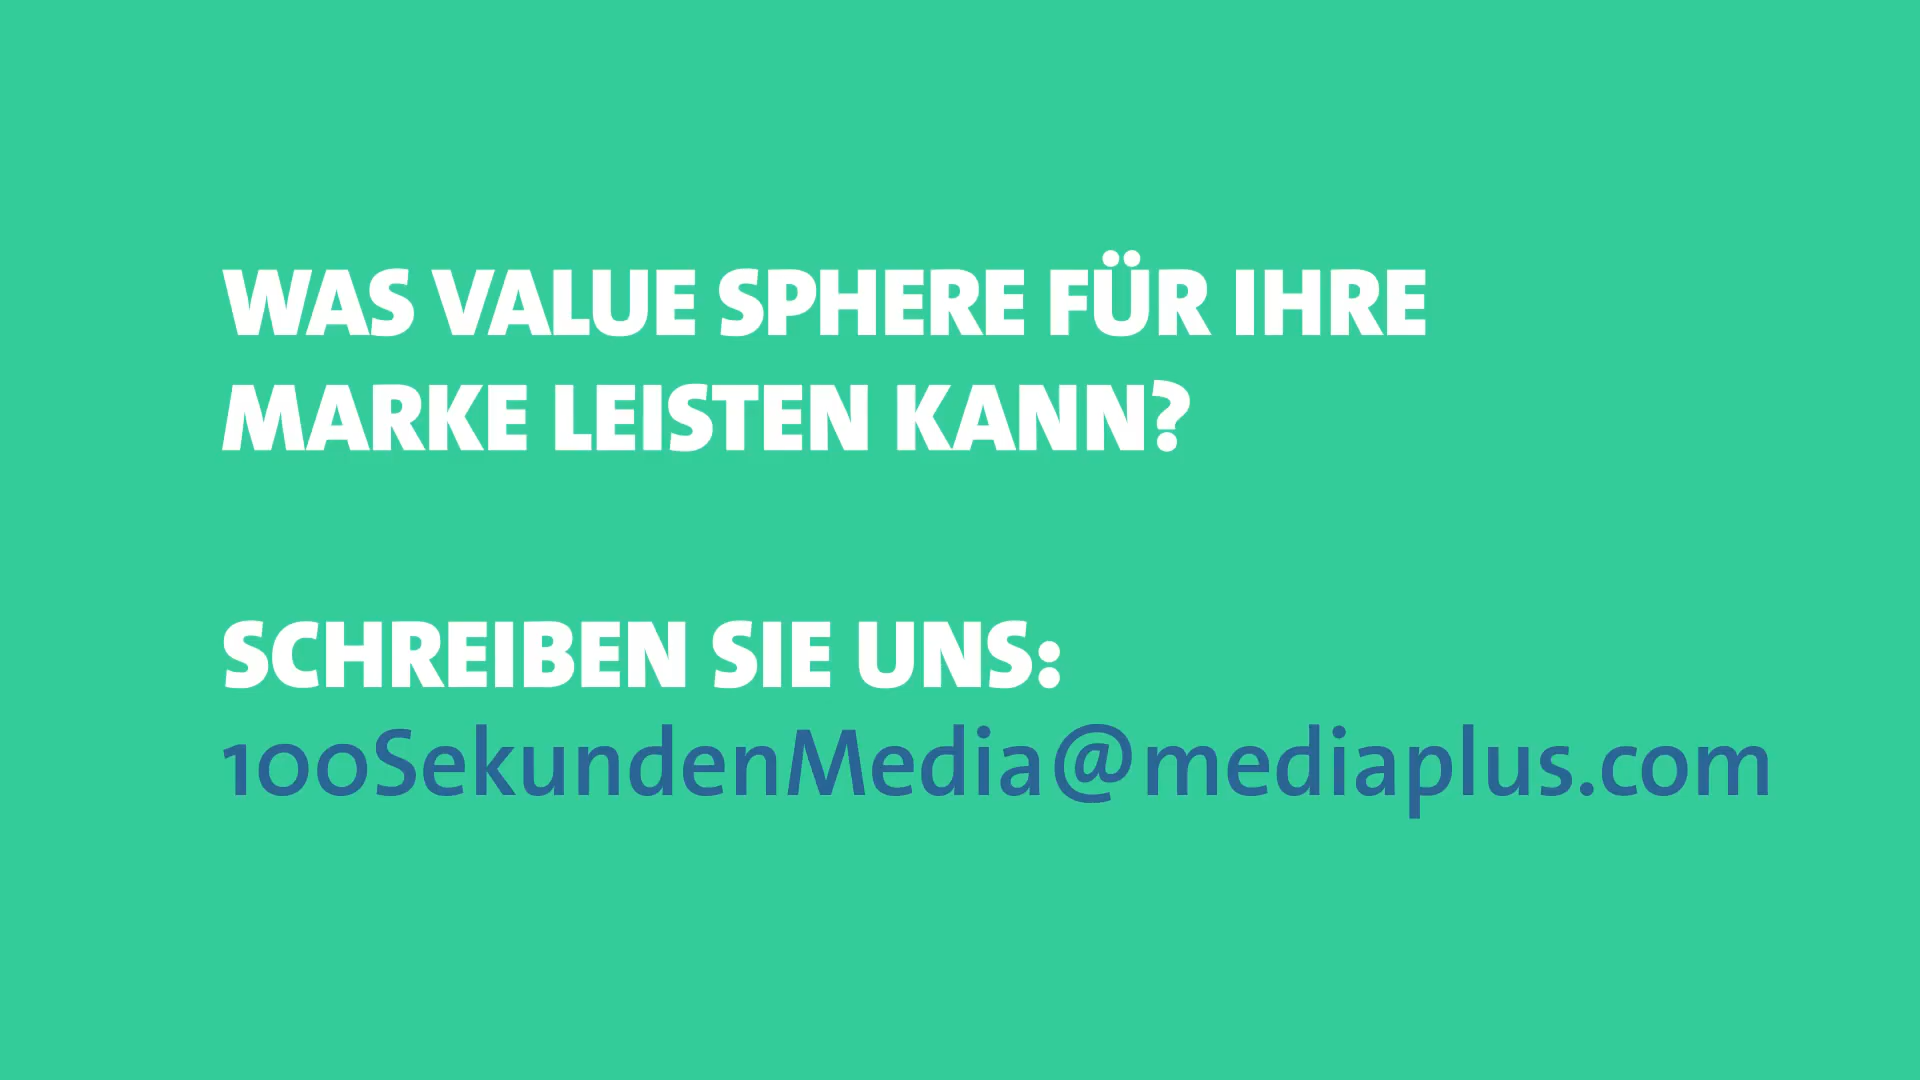 WAS VALUE SPHERE FÜR IHRE
MARKE LEISTEN KANN?
SCHREIBEN SIE UNS:
100SekundenMedia@mediaplus.com